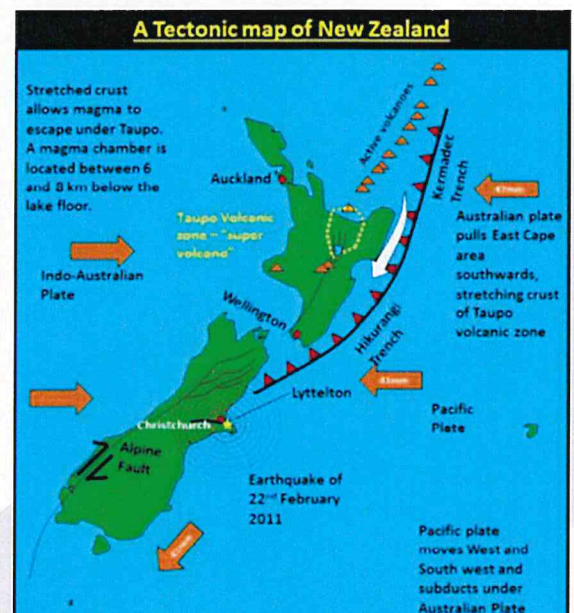 A Tectonic map of New Zealand
Stretched crust
allows magma to
escape under Taupo.
A magma chamber is
located between 6
and 8 km below the
lake floor.
Active volcanoes
Kermadec
Trench
Auckland
47mm
Taupo Volcanic
zone – "super
volcano"
Australian plate
pulls East Cape
area
southwards,
stretching crust
of Taupo
volcanic zone
Indo-Australian
Plate
Wellington
Hikurangi
Trench
41mm
Lyttelton
Pacific
Plate
Christchurch
Alpine
Fault
Earthquake of
22nd February
2011
Pacific plate
moves West and
South west and
subducts under
Australian Plate